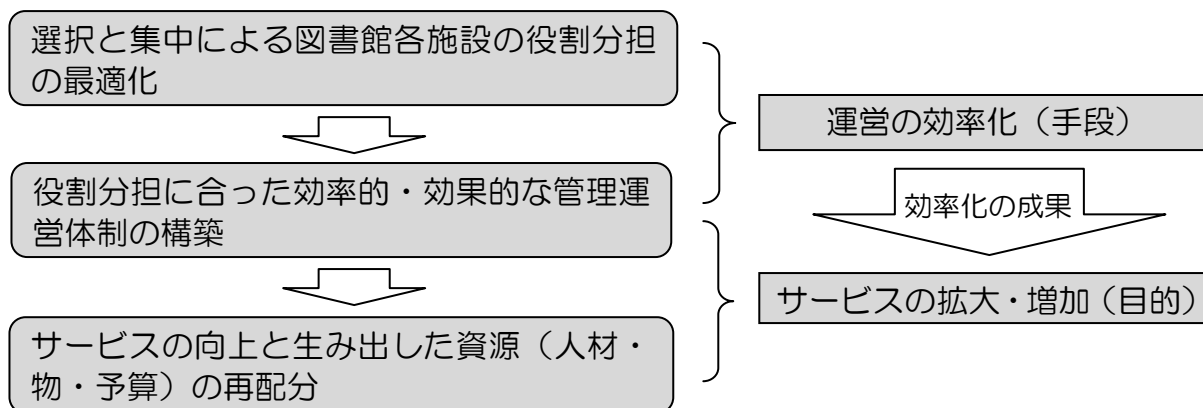 選択と集中による図書館各施設の役割分担
の最適化
役割分担に合った効率的・効果的な管理運
営体制の構築
サービスの向上と生み出した資源（人材・
物・予算）の再配分
運営の効率化（手段）
効率化の成果
サービスの拡大・増加（目的）